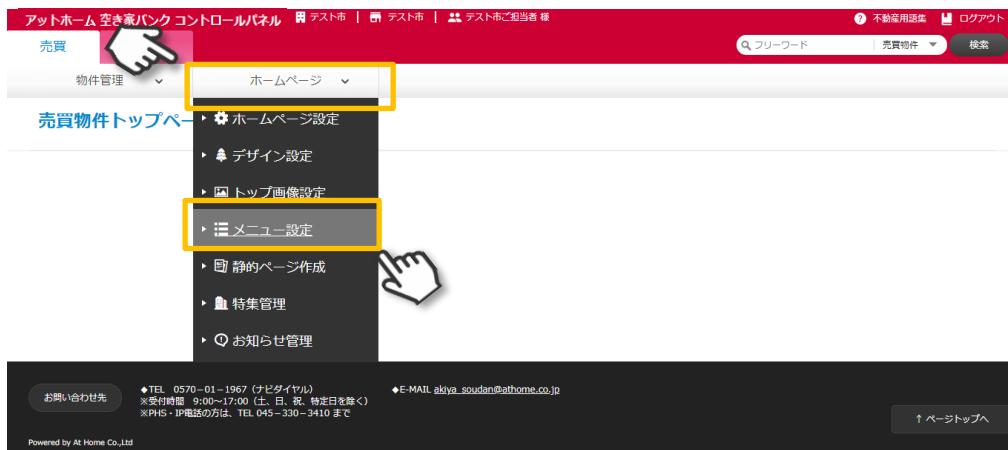 アットホーム 空き家バンク コントロールパネル テスト市 | テスト市 | テスト市ご担当者 様 不動産用語集 ログアウト
売買 フリーワード 売買物件 検索
物件管理 ホームページ
売買物件トップペー
ホームページ設定
デザイン設定
トップ画像設定
メニュー設定
静的ページ作成
特集管理
お知らせ管理
お問い合わせ先
◆TEL 0570-01-1967(ナビダイヤル)
※受付時間 9:00~17:00(土、日、祝、特定日を除く)
※PHS・IP電話の方は、TEL 045-330-3410 まで
◆E-MAIL akiya_soudan@athome.co.jp
↑ ページトップへ
Powered by At Home Co.,Ltd